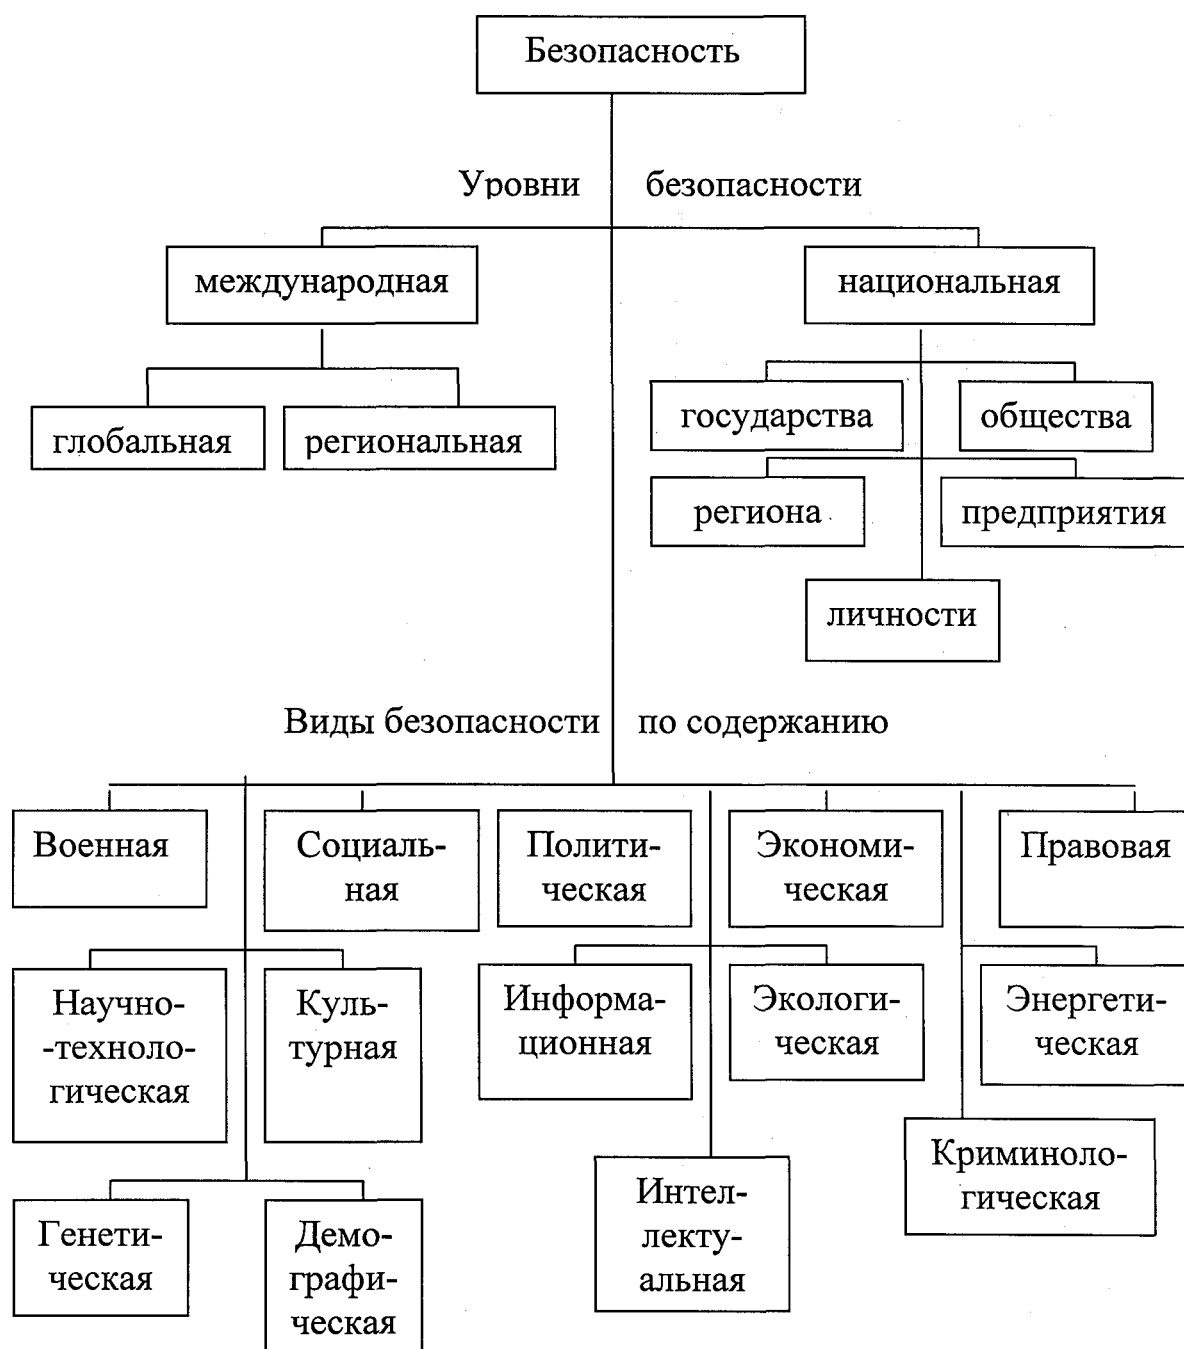 Безопасность
Уровни безопасности
международная
национальная
глобальная
региональная
государства
общества
региона
предприятия
личности
Виды безопасности по содержанию
Военная
Социаль-
ная
Полити-
ческая
Экономи-
ческая
Правовая
Научно-
-техноло-
гическая
Куль-
турная
Информа-
ционная
Экологи-
ческая
Энергети-
ческая
Криминоло-
гическая
Генети-
ческая
Демо-
графи-
ческая
Интел-
лекту-
альная